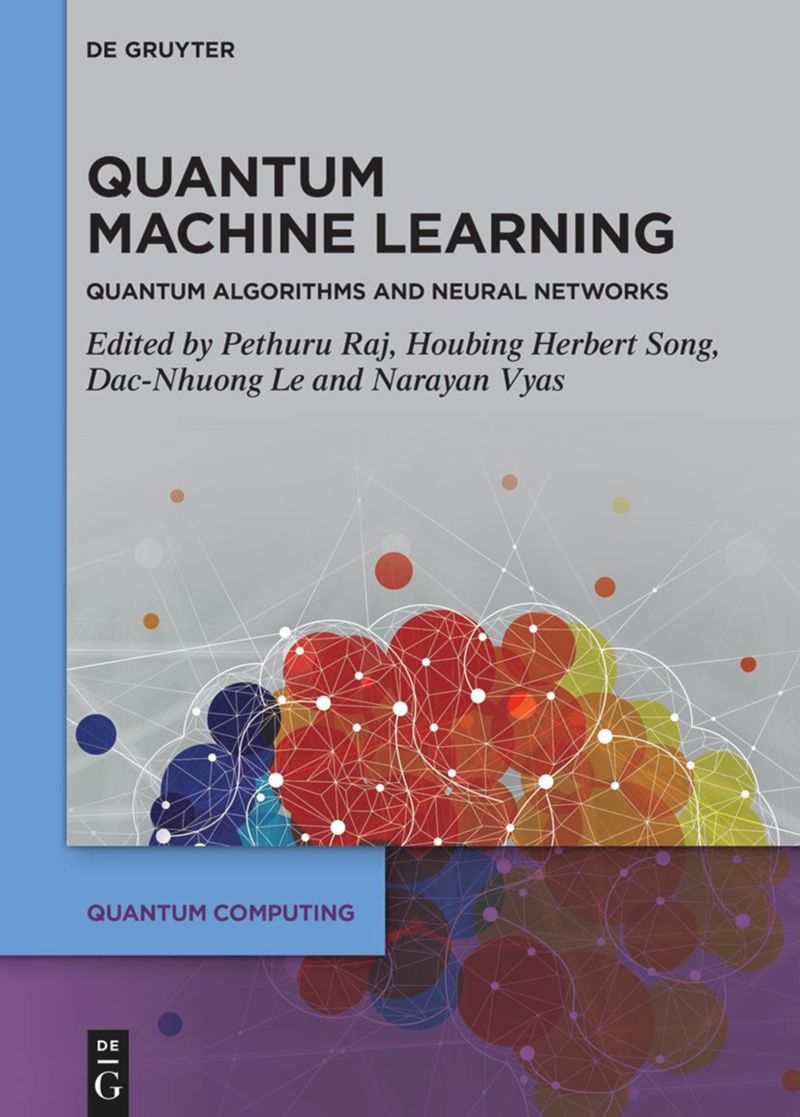 DE GRUYTER
QUANTUM
MACHINE LEARNING
QUANTUM ALGORITHMS AND NEURAL NETWORKS
Edited by Pethuru Raj, Houbing Herbert Song,
Dac-Nhuong Le and Narayan Vyas
QUANTUM COMPUTING
DE
G